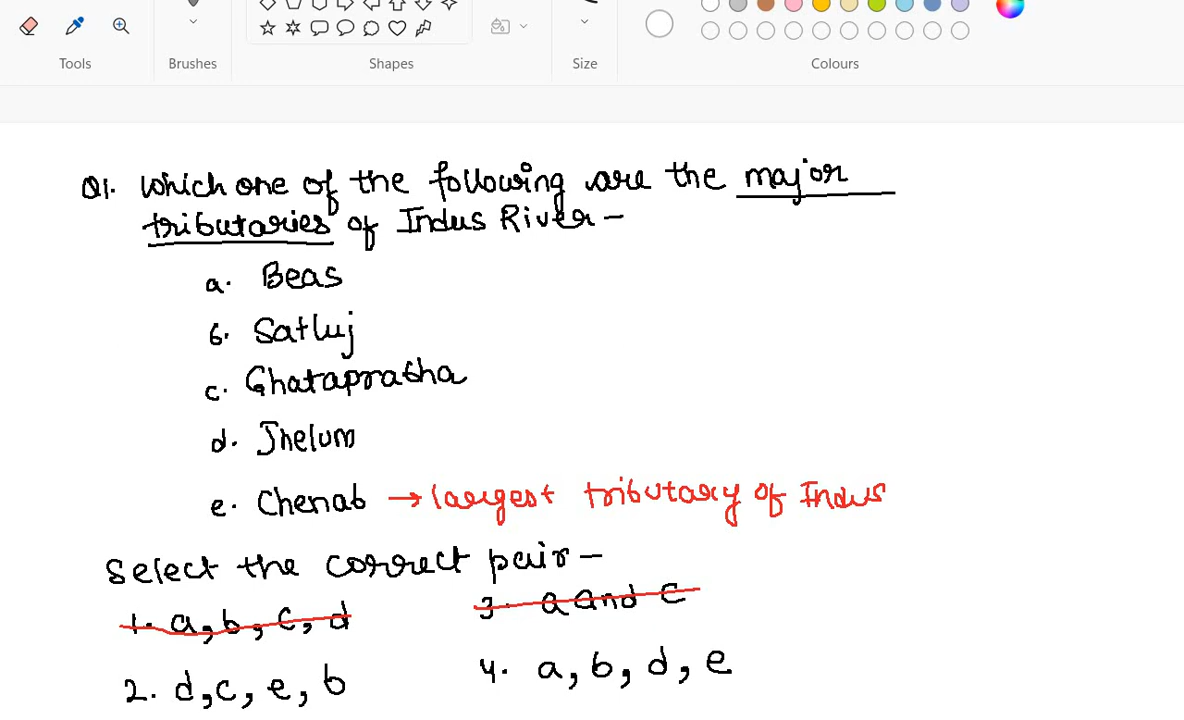 Tools
Brushes
Shapes
Size
Colours
Q1. Which one of the following are the major
tributaries of Indus River -
a. Beas
b. Satluj
c. Ghatapratha
d. Jhelum
e. Chenab → largest tributary of Indus
Select the correct pair -
1. a, b, c, d
3. a and c
2. d, c, e, b
4. a, b, d, e